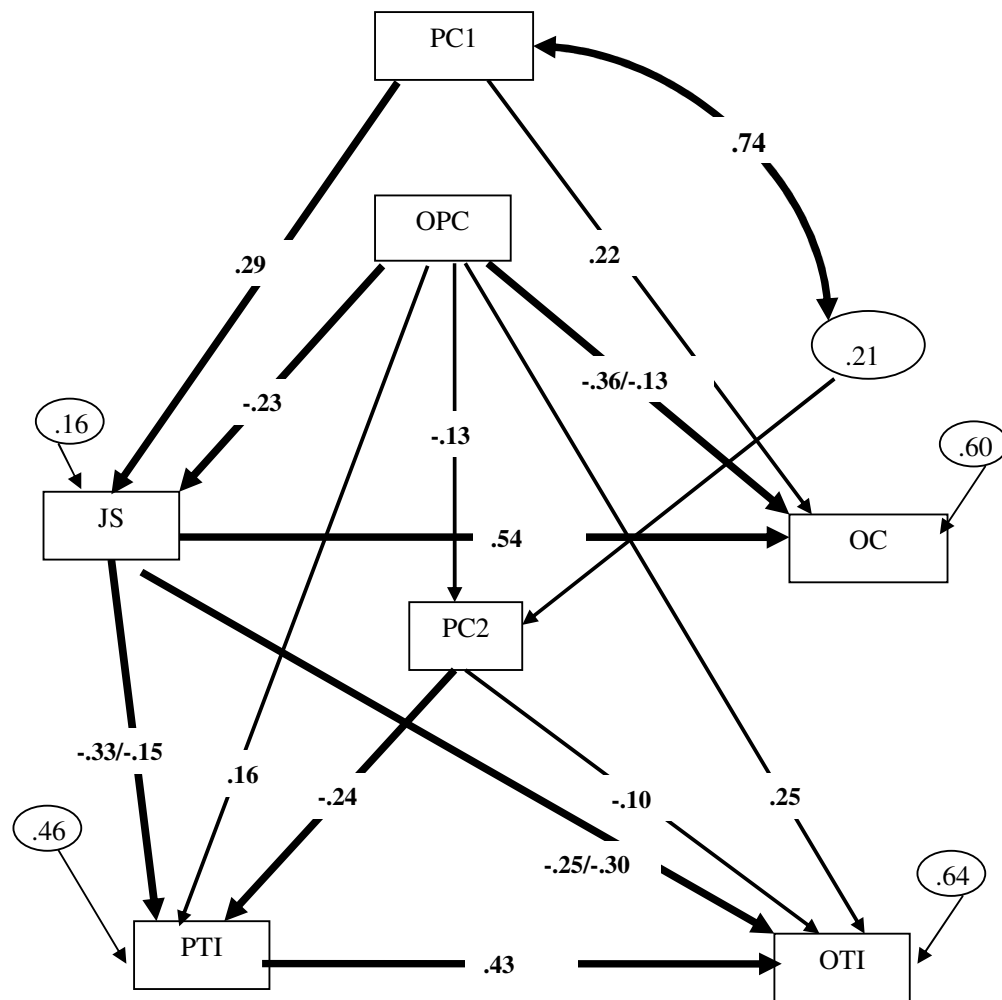 PC1
.74
OPC
.22
.29
.21
-.36/-.13
-.23
.16
-.13
.60
JS
.54
OC
PC2
-.33/-.15
.16
-.24
-.10
.25
.46
-.25/-.30
.64
PTI
.43
OTI